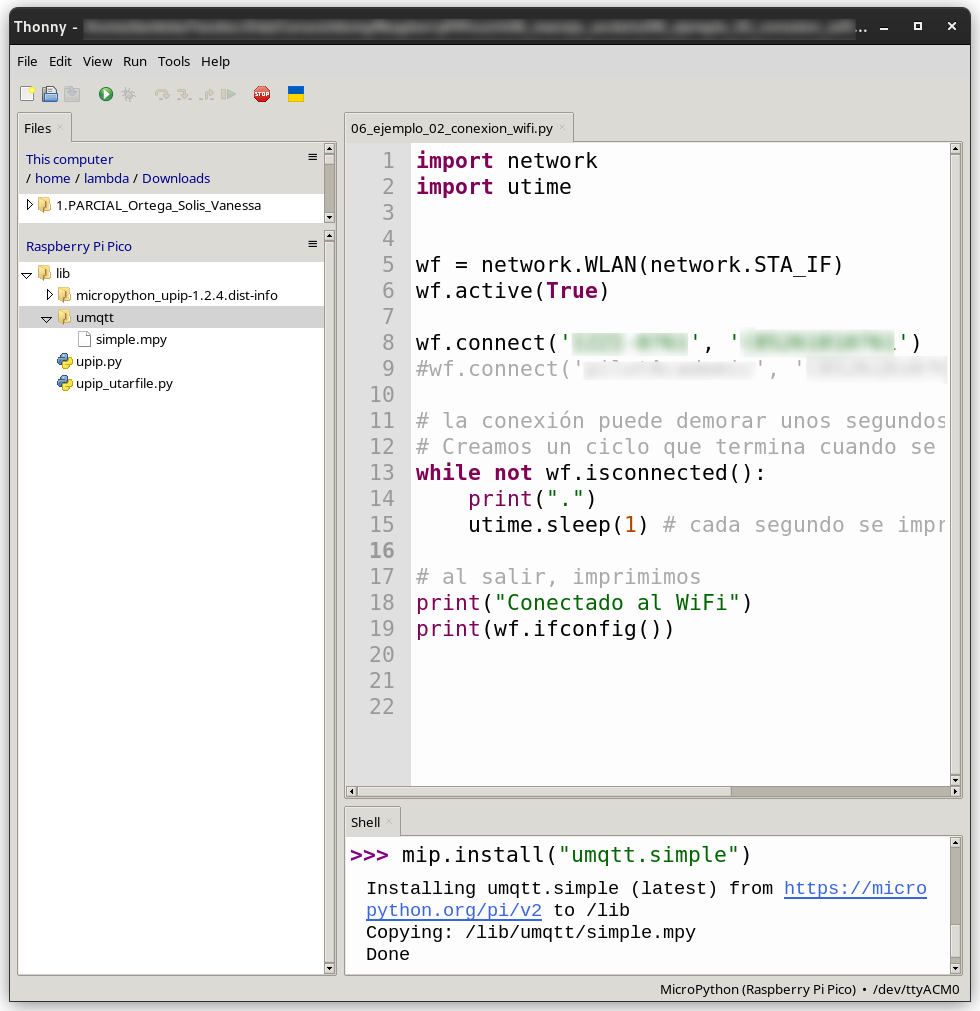 Thonny -
...
File Edit View Run Tools Help
STOP
Files
This computer
/ home / lambda / Downloads
1.PARCIAL_Ortega_Solis_Vanessa
Raspberry Pi Pico
lib
micropython_upip-1.2.4.dist-info
umqtt
simple.mpy
upip.py
upip_utarfile.py
06_ejemplo_02_conexion_wifi.py
1 import network
2 import utime
3
4
5 wf = network.WLAN(network.STA_IF)
6 wf.active(True)
7
8 wf.connect('', '')
9 #wf.connect('', '
10
11 # la conexión puede demorar unos segundos
12 # Creamos un ciclo que termina cuando se
13 while not wf.isconnected():
14     print(".")
15     utime.sleep(1) # cada segundo se impr
16
17 # al salir, imprimimos
18 print("Conectado al WiFi")
19 print(wf.ifconfig())
20
21
22
Shell
>>> mip.install("umqtt.simple")
Installing umqtt.simple (latest) from https://micro
python.org/pi/v2 to /lib
Copying: /lib/umqtt/simple.mpy
Done
MicroPython (Raspberry Pi Pico) • /dev/ttyACM0